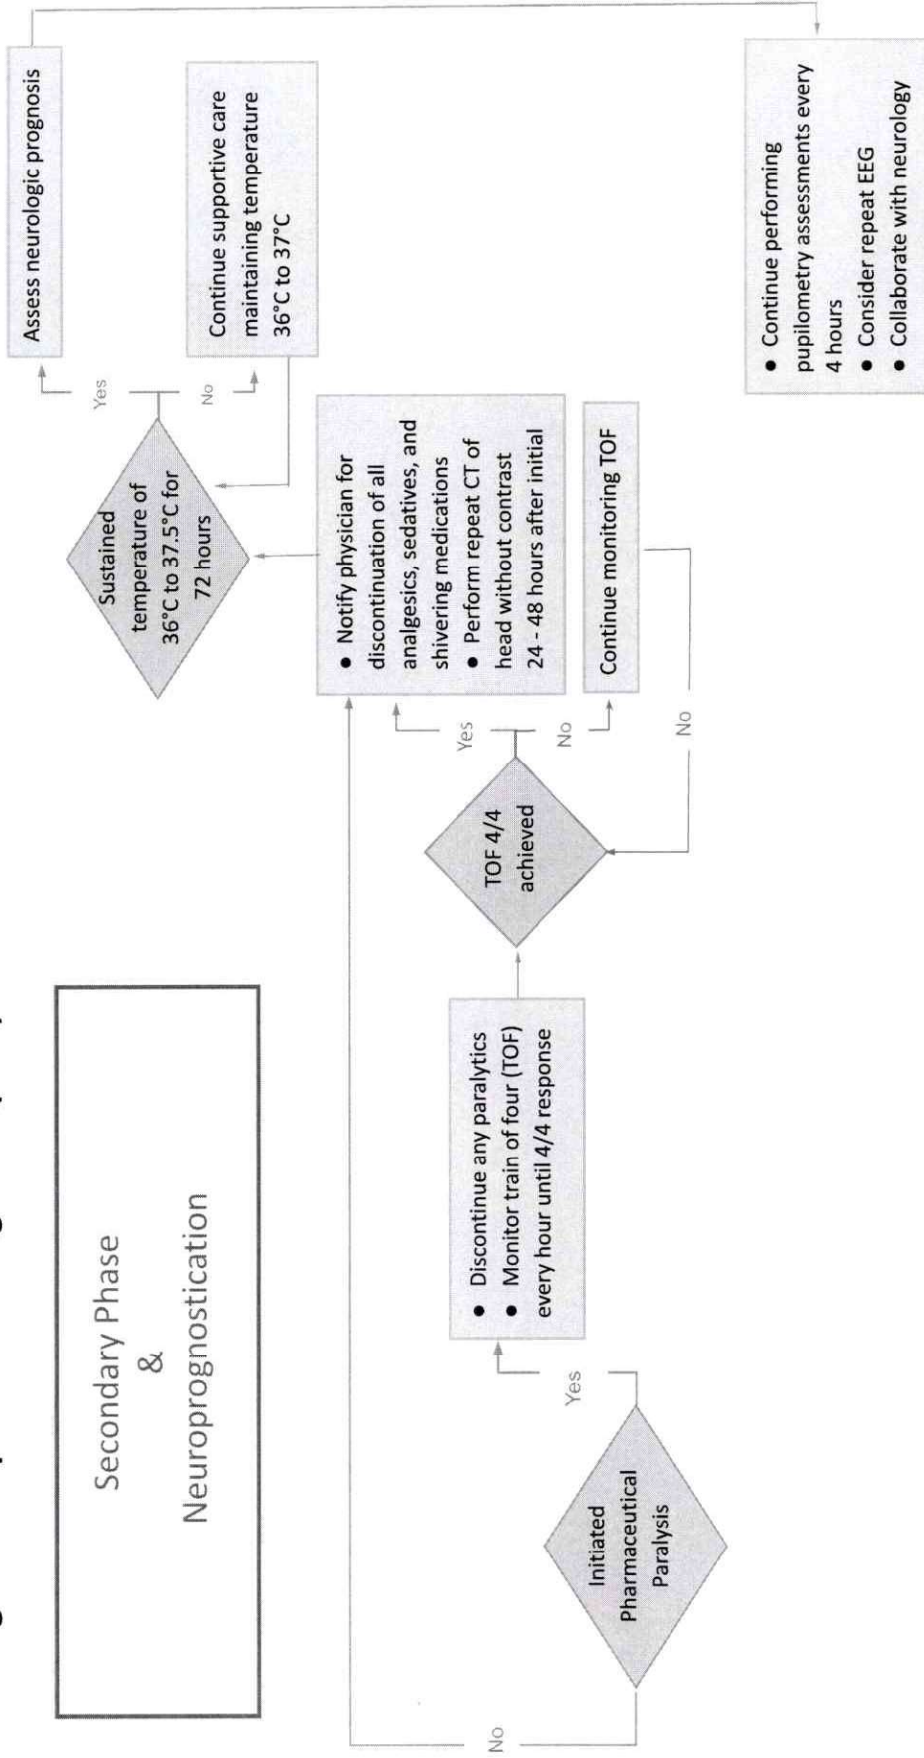 Secondary Phase
&
Neuroprognostication
Initiated
Pharmaceutical
Paralysis
No
Yes
● Discontinue any paralytics
● Monitor train of four (TOF)
every hour until 4/4 response
TOF 4/4
achieved
Yes
No
● Notify physician for
discontinuation of all
analgesics, sedatives, and
shivering medications
● Perform repeat CT of
head without contrast
24 - 48 hours after initial
Continue monitoring TOF
No
Sustained
temperature of
36°C to 37.5°C for
72 hours
Yes
No
Assess neurologic prognosis
Continue supportive care
maintaining temperature
36°C to 37°C
● Continue performing
pupilometry assessments every
4 hours
● Consider repeat EEG
● Collaborate with neurology